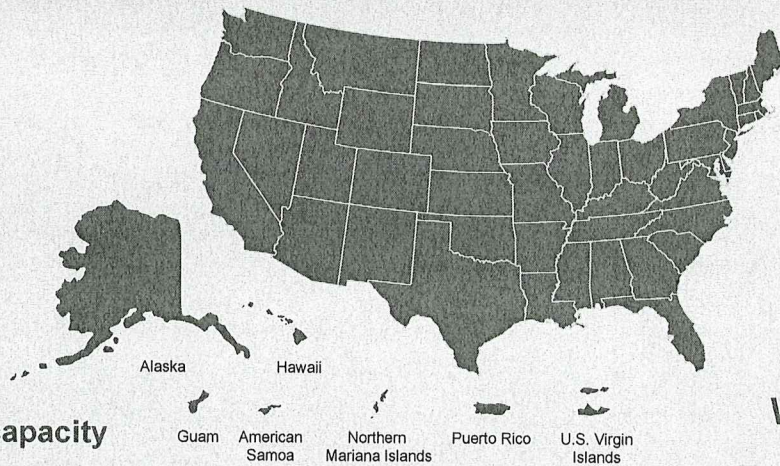 Alaska
Hawaii
apacity
Guam
American
Samoa
Northern
Mariana Islands
Puerto Rico
U.S. Virgin
Islands